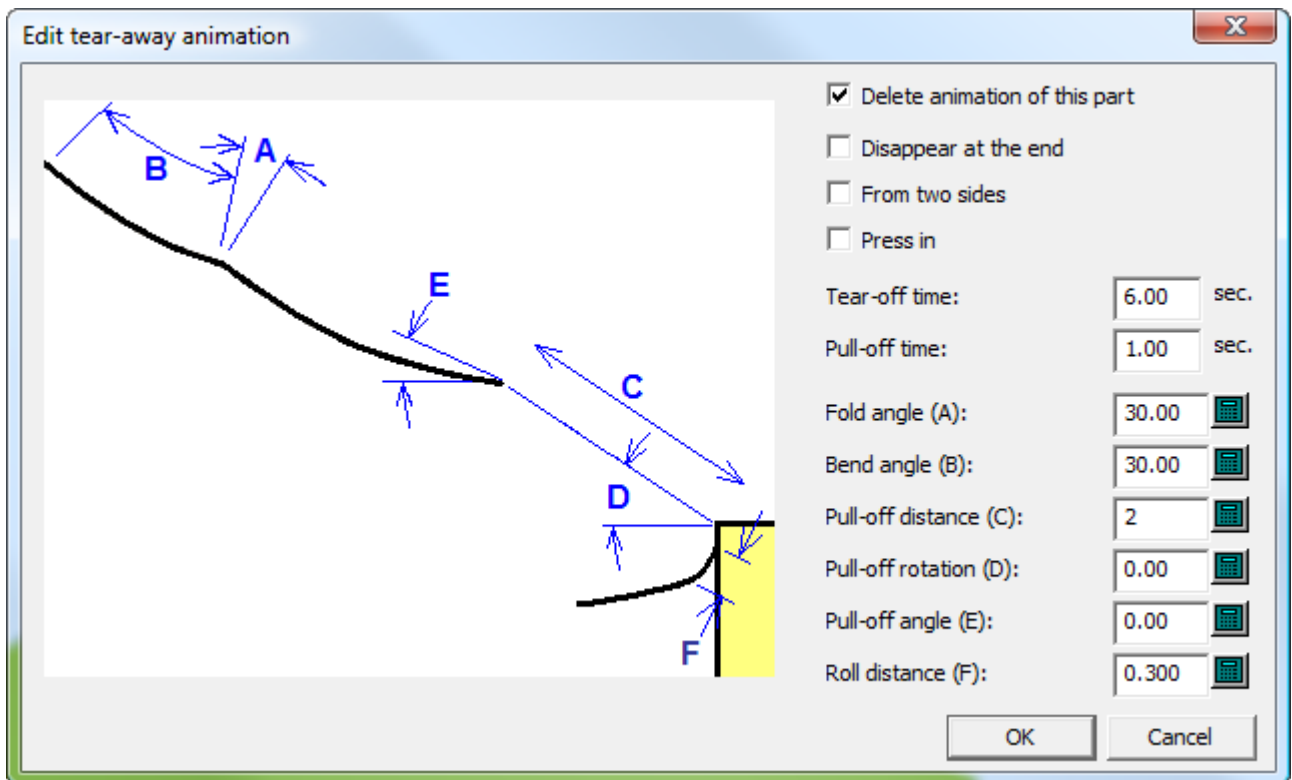 Edit tear-away animation
B
A
E
C
D
F
Delete animation of this part
Disappear at the end
From two sides
Press in
Tear-off time: 6.00 sec.
Pull-off time: 1.00 sec.
Fold angle (A): 30.00
Bend angle (B): 30.00
Pull-off distance (C): 2
Pull-off rotation (D): 0.00
Pull-off angle (E): 0.00
Roll distance (F): 0.300
OK Cancel